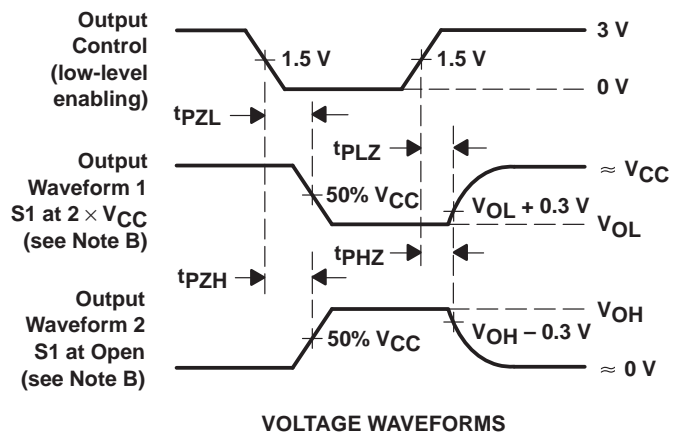 Output
Control
(low-level
enabling)
1.5 V
1.5 V
3 V
0 V
tPZL
tPLZ
Output
Waveform 1
S1 at 2 × VCC
(see Note B)
50% VCC
VOL + 0.3 V
≈ VCC
VOL
tPZH
tPHZ
Output
Waveform 2
S1 at Open
(see Note B)
50% VCC
VOH – 0.3 V
VOH
≈ 0 V
VOLTAGE WAVEFORMS